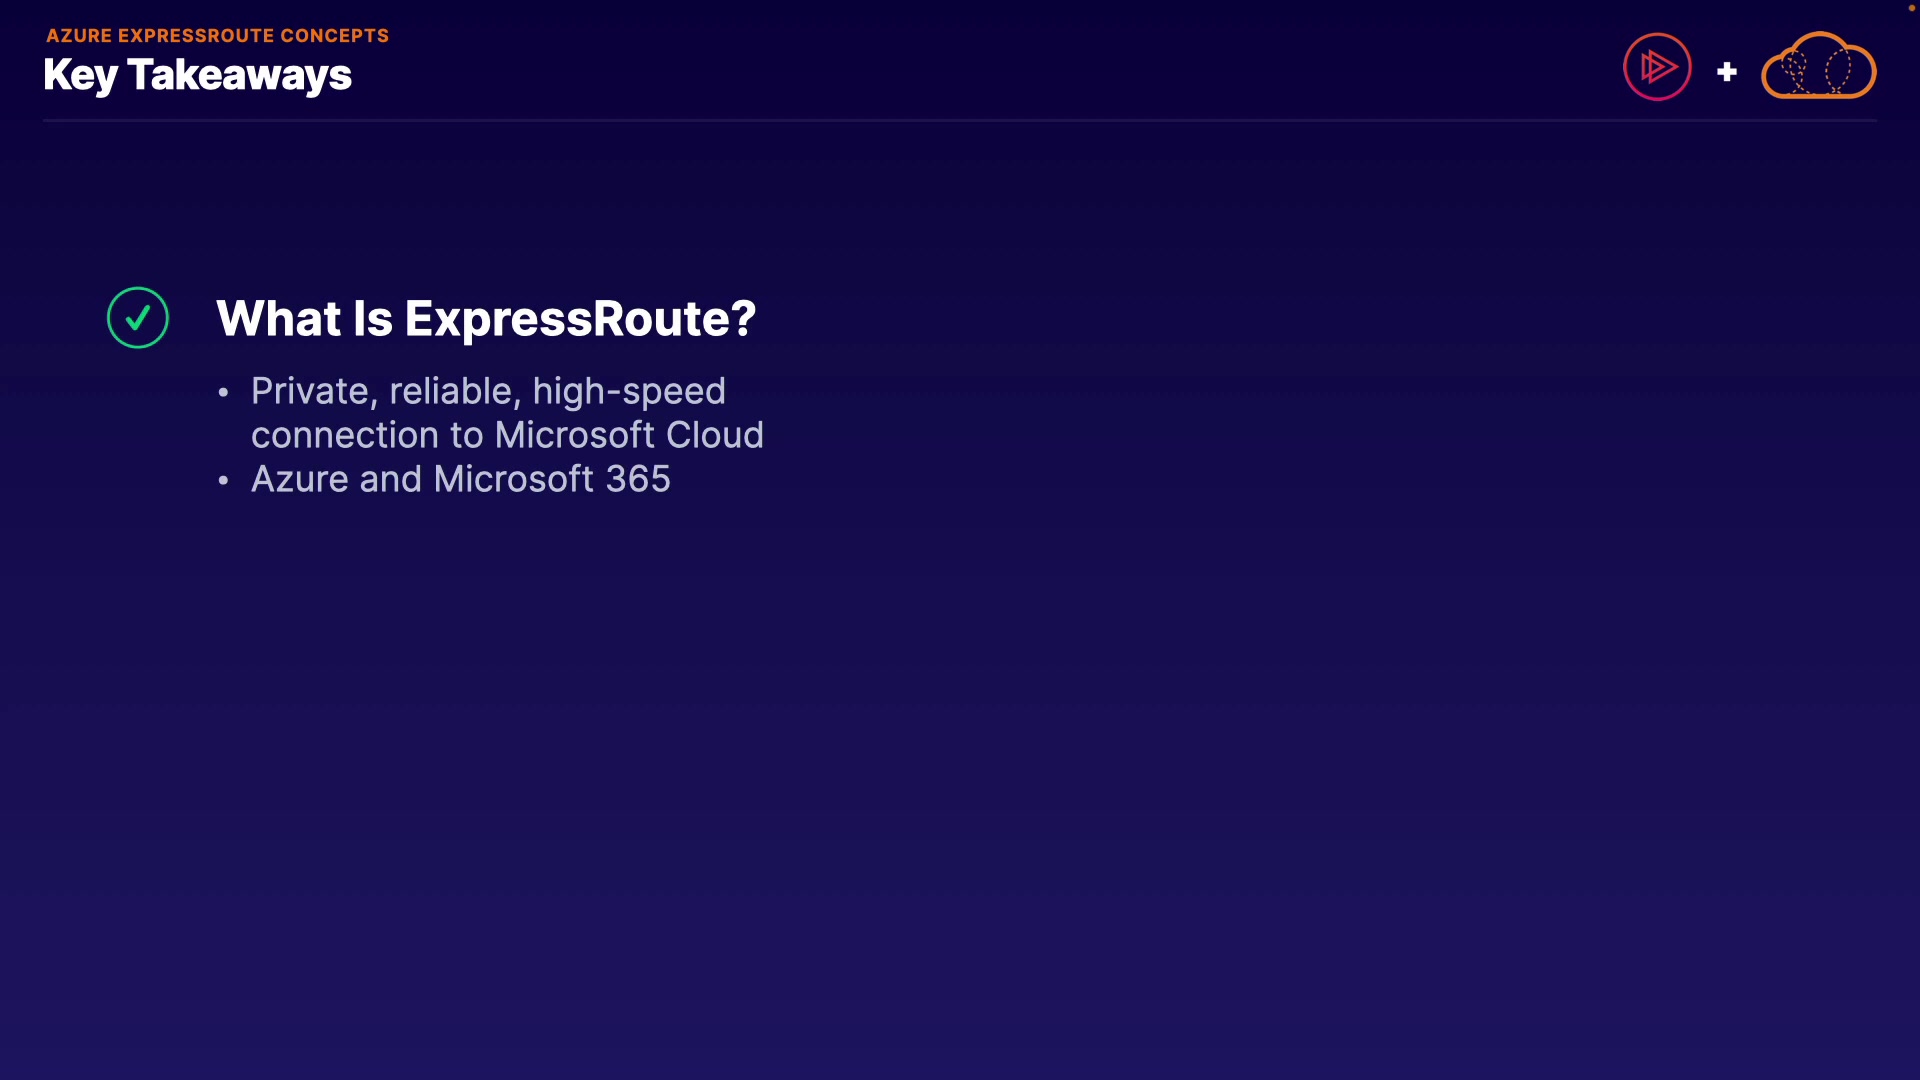 AZURE EXPRESSROUTE CONCEPTS
Key Takeaways
What Is ExpressRoute?
• Private, reliable, high-speed
connection to Microsoft Cloud
• Azure and Microsoft 365